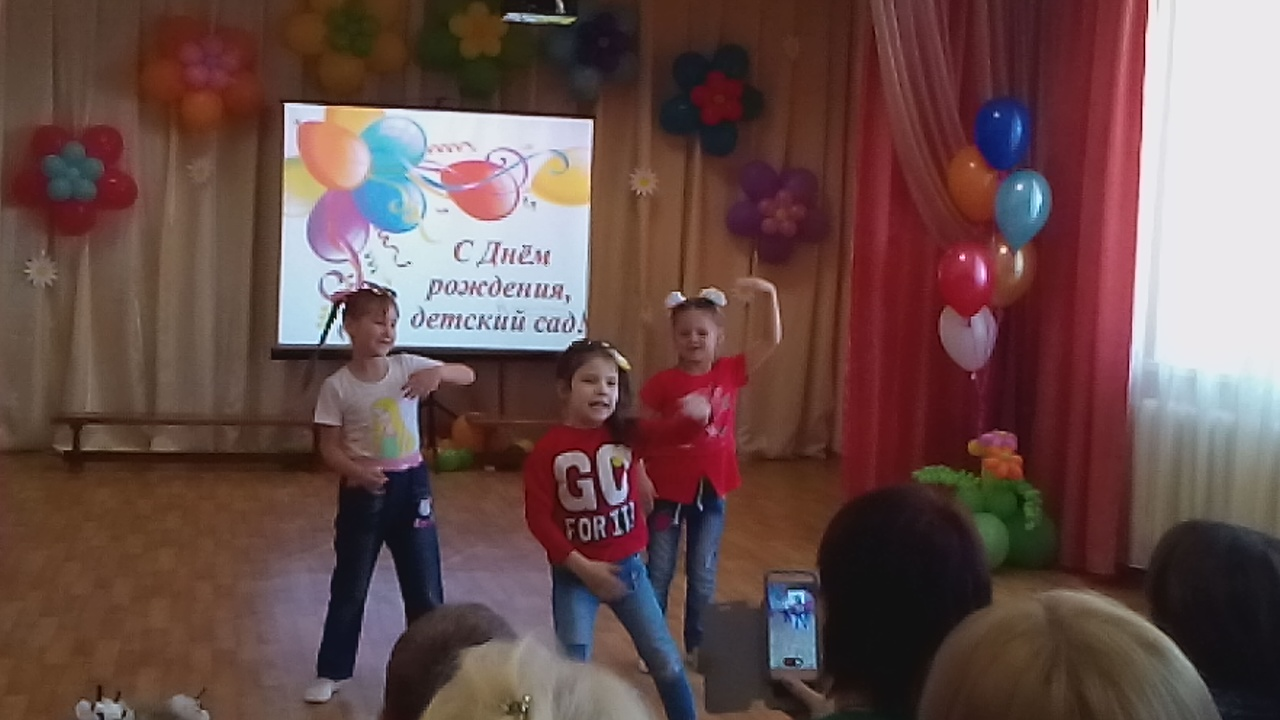 С Днём
рождения,
детский сад!
GO
FOR IT!